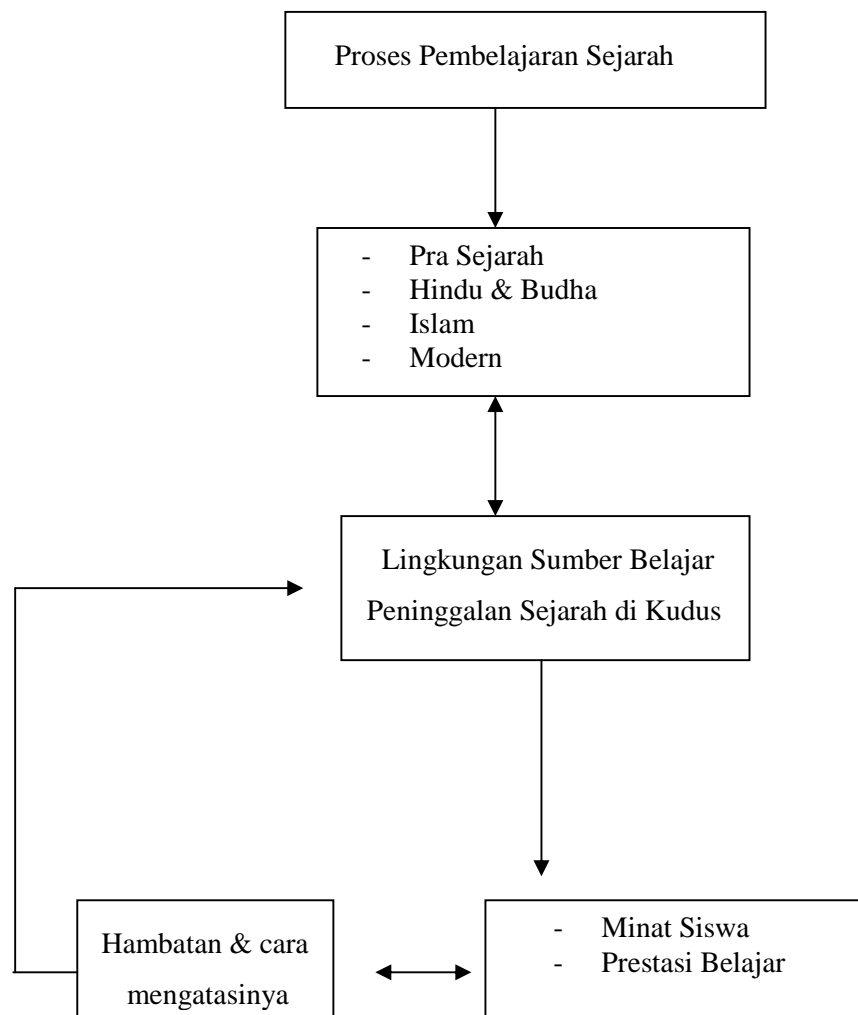 Proses Pembelajaran Sejarah
- Pra Sejarah
- Hindu & Budha
- Islam
- Modern
Lingkungan Sumber Belajar
Peninggalan Sejarah di Kudus
Hambatan & cara
mengatasinya
- Minat Siswa
- Prestasi Belajar